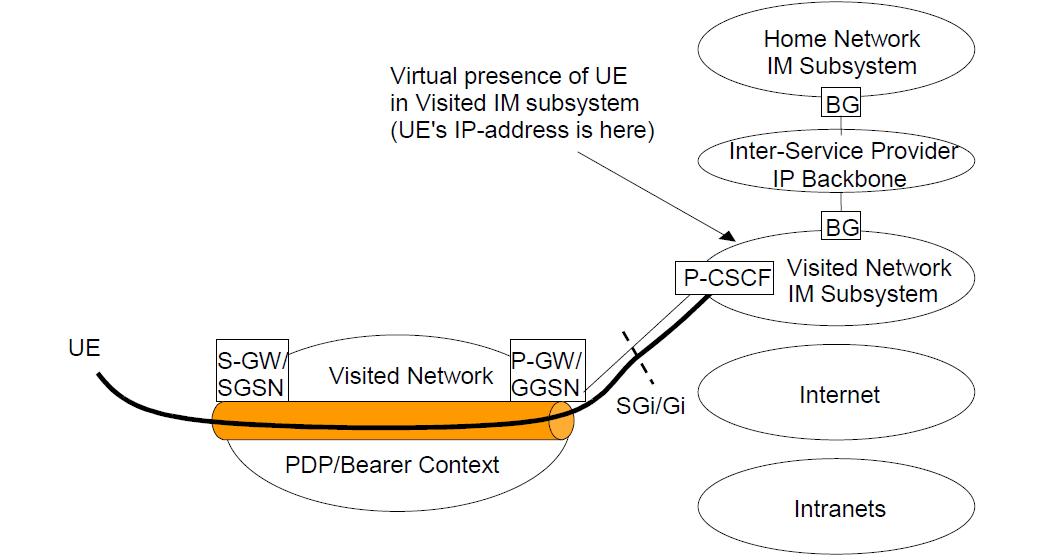 Home Network
IM Subsystem
BG
Virtual presence of UE
in Visited IM subsystem
(UE's IP-address is here)
Inter-Service Provider
IP Backbone
BG
P-CSCF
Visited Network
IM Subsystem
UE
S-GW/
SGSN
Visited Network
P-GW/
GGSN
SGi/Gi
Internet
PDP/Bearer Context
Intranets